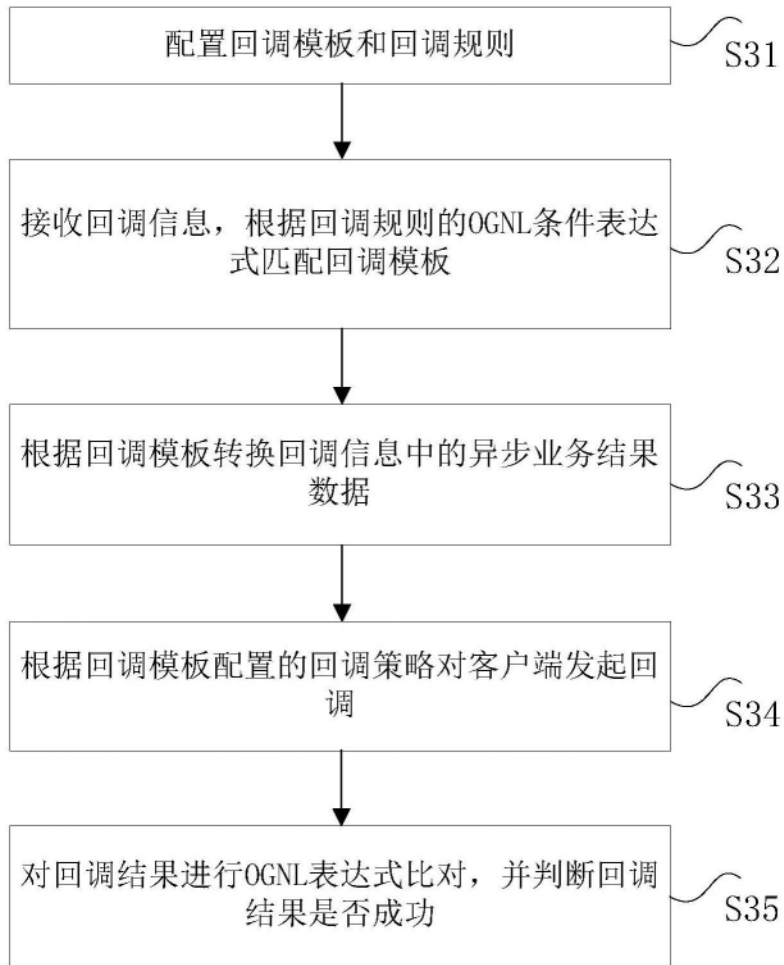 配置回调模板和回调规则
S31
接收回调信息，根据回调规则的OGNL条件表达
式匹配回调模板
S32
根据回调模板转换回调信息中的异步业务结果
数据
S33
根据回调模板配置的回调策略对客户端发起回
调
S34
对回调结果进行OGNL表达式比对，并判断回调
结果是否成功
S35